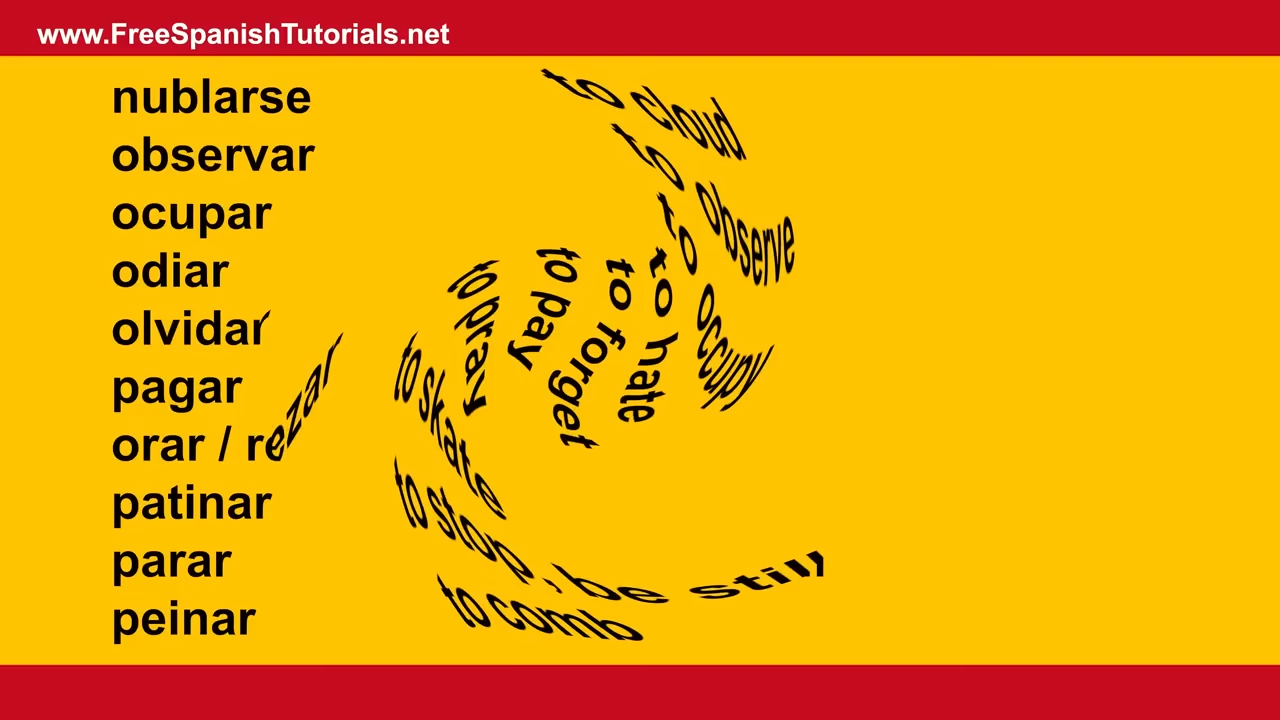 www.FreeSpanishTutorials.net
nublarse to cloud
observar to observe
ocupar to occupy
odiar to hate
olvidar to forget
pagar to pay
orar / rezar to pray
patinar to skate
parar to stop, be still
peinar to comb